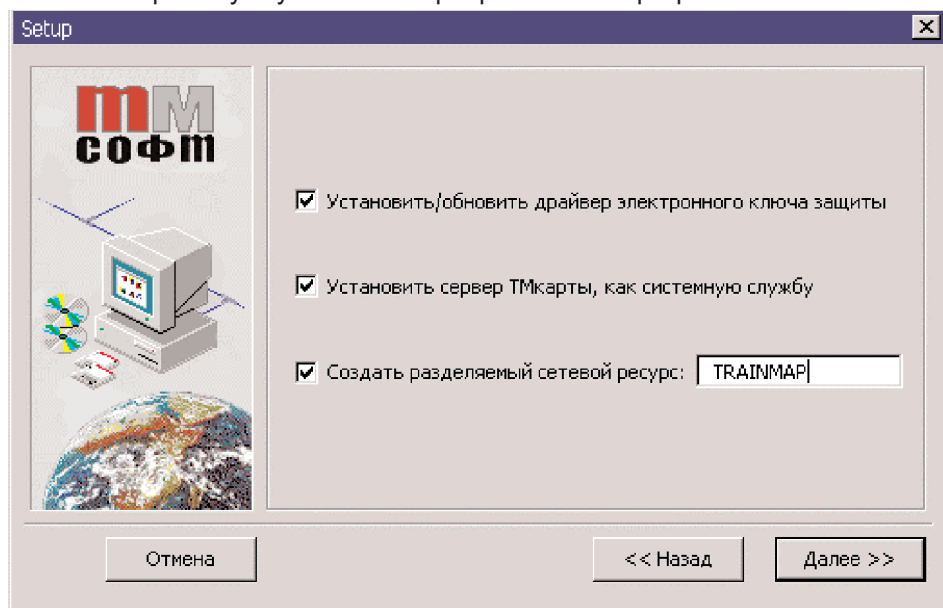 Setup
тм
софт
Установить/обновить драйвер электронного ключа защиты
Установить сервер ТМкарты, как системную службу
Создать разделяемый сетевой ресурс: TRAINMAP
Отмена
<< Назад
Далее >>